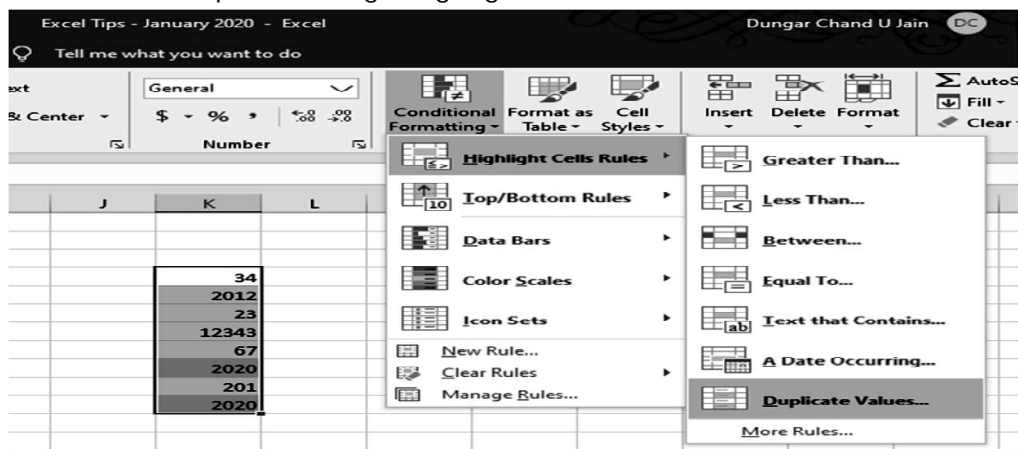 Excel Tips - January 2020 - Excel
Dungar Chand U Jain DC
Tell me what you want to do
General
& Center
$ - % ,
.00
Number
Conditional Formatting
Format as Table
Cell Styles
Insert Delete Format
Fill
Clear
Highlight Cells Rules
Top/Bottom Rules
10
Data Bars
Color Scales
Icon Sets
New Rule...
Clear Rules
Manage Rules...
Greater Than...
Less Than...
Between...
Equal To...
Text that Contains...
ab
A Date Occurring...
Duplicate Values...
More Rules...
J K L
34
2012
23
12343
67
2020
201
2020